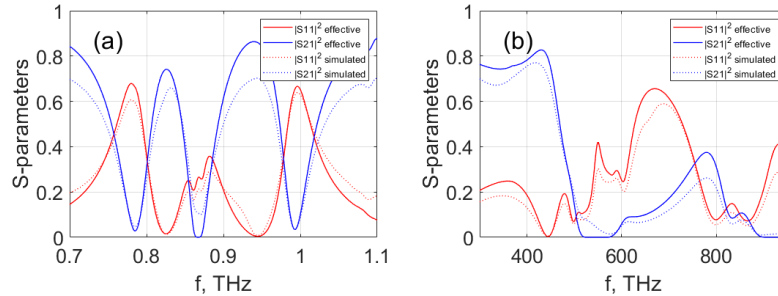 (a)
|S11|² effective
|S21|² effective
|S11|² simulated
|S21|² simulated
S-parameters
1
0.8
0.6
0.4
0.2
0
0.7
0.8
0.9
1
1.1
f, THz
(b)
|S11|² effective
|S21|² effective
|S11|² simulated
|S21|² simulated
S-parameters
1
0.8
0.6
0.4
0.2
0
400
600
800
f, THz